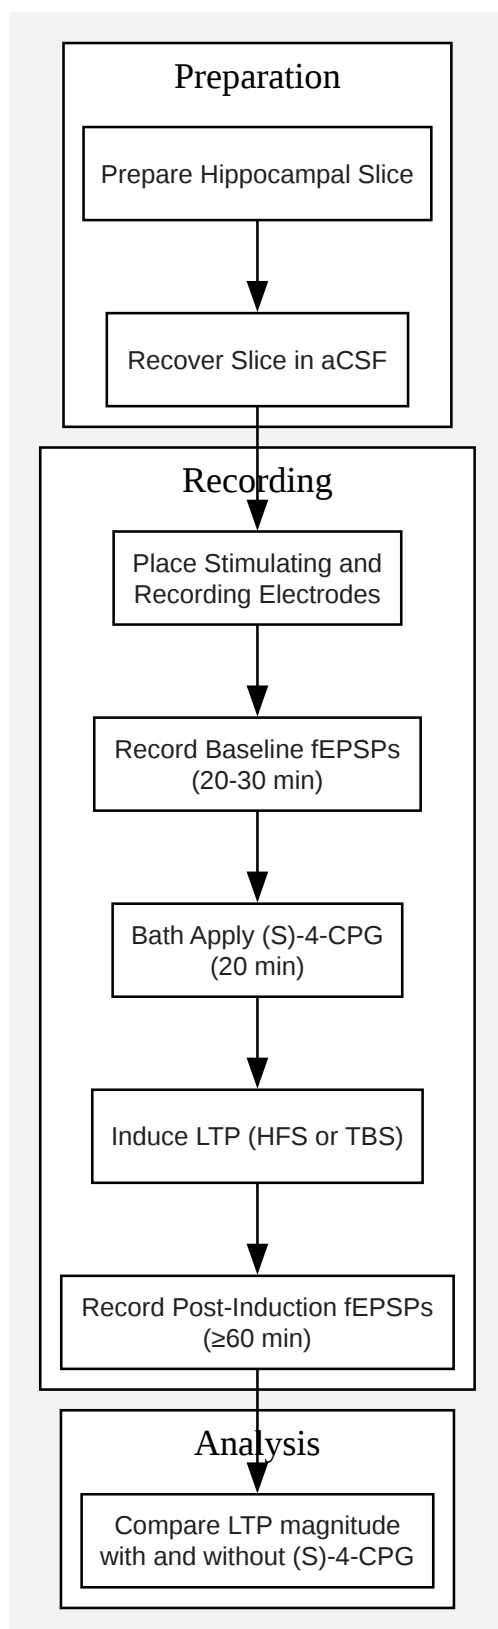 Preparation
Prepare Hippocampal Slice
Recover Slice in aCSF
Recording
Place Stimulating and
Recording Electrodes
Record Baseline fEPSPs
(20-30 min)
Bath Apply (S)-4-CPG
(20 min)
Induce LTP (HFS or TBS)
Record Post-Induction fEPSPs
(≥60 min)
Analysis
Compare LTP magnitude
with and without (S)-4-CPG